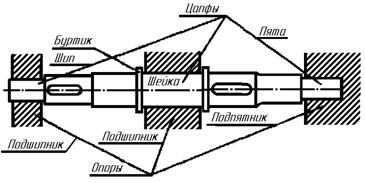 Цапфы
Буртик
Пята
Шип
Шейка
Подшипник
Подпятник
Подшипник
Опоры